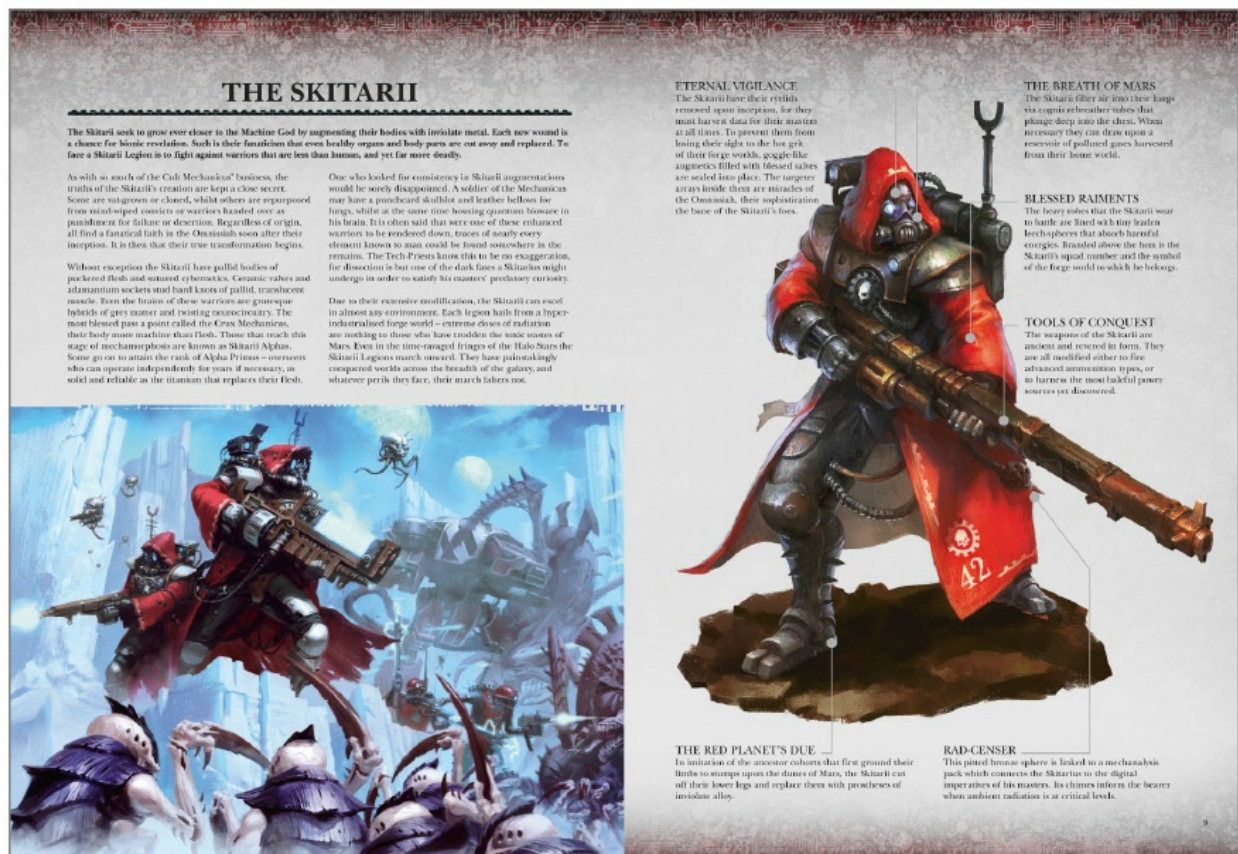 THE SKITARII
The Skitarii seek to grow ever closer to the Machine God by augmenting their bodies with inviolate metal. Each new wound is
a chance for bionic revelation. Such is their fanaticism that even healthy organs and body parts are cut away and replaced. To
face a Skitarii Legion is to fight against warriors that are less than human, and yet far more deadly.
As with so much of the Cult Mechanicus' business, the
truths of the Skitarii's creation are kept a close secret.
Some are vat-grown or cloned, whilst others are repurposed
from mind-wiped convicts or warriors handed over as
punishment for failure or desertion. Regardless of origin,
all find a fanatical faith in the Omnissiah soon after their
inception. It is then that their true transformation begins.
Without exception the Skitarii have pallid bodies of
puckered flesh and sutured cybernetics. Ceramic valves and
adamantium sockets stud hard knots of pallid, translucent
muscle. Even the brains of these warriors are grotesque
hybrids of grey matter and twisting neurocircuitry. The
most blessed pass a point called the Crux Mechanicus,
their body more machine than flesh. Those that reach this
stage of mechamorphosis are known as Skitarii Alphas.
Some go on to attain the rank of Alpha Primus – overseers
who can operate independently for years if necessary, as
solid and reliable as the titanium that replaces their flesh.
One who looked for consistency in Skitarii augmentations
would be sorely disappointed. A soldier of the Mechanicus
may have a punchcard skullslot and leather bellows for
lungs, whilst at the same time housing quantum bioware in
his brain. It is often said that were one of these enhanced
warriors to be rendered down, traces of nearly every
element known to man could be found somewhere in the
remains. The Tech-Priests know this to be no exaggeration,
for dissection is but one of the dark fates a Skitarius might
undergo in order to satisfy his masters' predatory curiosity.
Due to their extensive modification, the Skitarii can excel
in almost any environment. Each legion hails from a hyper-
industrialised forge world – extreme doses of radiation
are nothing to those who have trodden the toxic wastes of
Mars. Even in the time-ravaged fringes of the Halo Stars the
Skitarii Legions march onward. They have painstakingly
conquered worlds across the breadth of the galaxy, and
whatever perils they face, their march falters not.
ETERNAL VIGILANCE
The Skitarii have their eyelids
removed upon inception, for they
must harvest data for their masters
at all times. To prevent them from
losing their sight to the hot grit
of their forge worlds, goggle-like
augmetics filled with blessed salves
are sealed into place. The targeter
arrays inside them are miracles of
the Omnissiah, their sophistication
the bane of the Skitarii's foes.
THE BREATH OF MARS
The Skitarii filter air into their lungs
via cognis rebreather tubes that
plunge deep into the chest. When
necessary they can draw upon a
reservoir of polluted gases harvested
from their home world.
BLESSED RAIMENTS
The heavy robes that the Skitarii wear
to battle are lined with tiny leaden
leech-spheres that absorb harmful
energies. Branded above the hem is the
Skitarii's squad number and the symbol
of the forge world to which he belongs.
TOOLS OF CONQUEST
The weapons of the Skitarii are
ancient and revered in form. They
are all modified either to fire
advanced ammunition types, or
to harness the most baleful power
sources yet discovered.
42
THE RED PLANET'S DUE
In imitation of the ancestor cohorts that first ground their
limbs to stumps upon the dunes of Mars, the Skitarii cut
off their lower legs and replace them with prostheses of
inviolate alloy.
RAD-CENSER
This pitted bronze sphere is linked to a mechanalysis
pack which connects the Skitarius to the digital
imperatives of his masters. Its chimes inform the bearer
when ambient radiation is at critical levels.
9